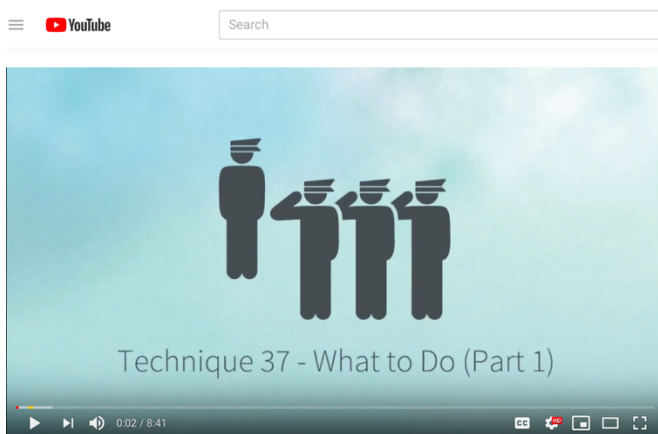 YouTube
Search
Technique 37 - What to Do (Part 1)
0:02 / 8:41
CC
HD